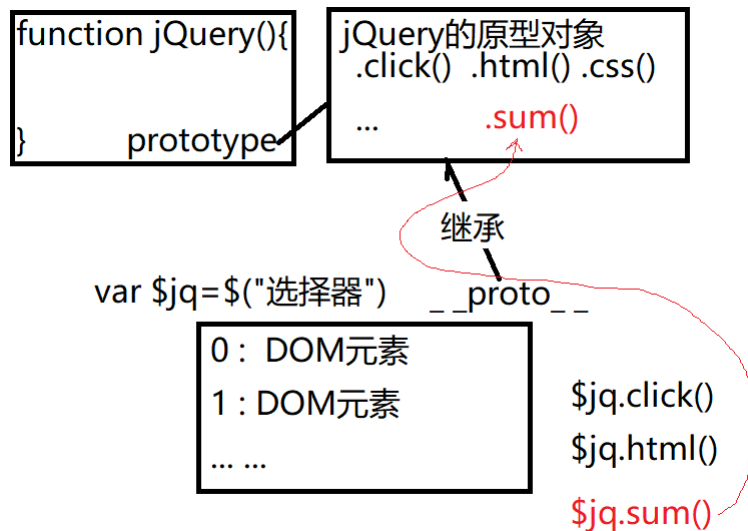 function jQuery(){
} prototype
jQuery的原型对象
.click() .html() .css()
... .sum()
继承
var $jq=$("选择器") _ _proto_ _
0 : DOM元素
1 : DOM元素
... ...
$jq.click()
$jq.html()
$jq.sum()